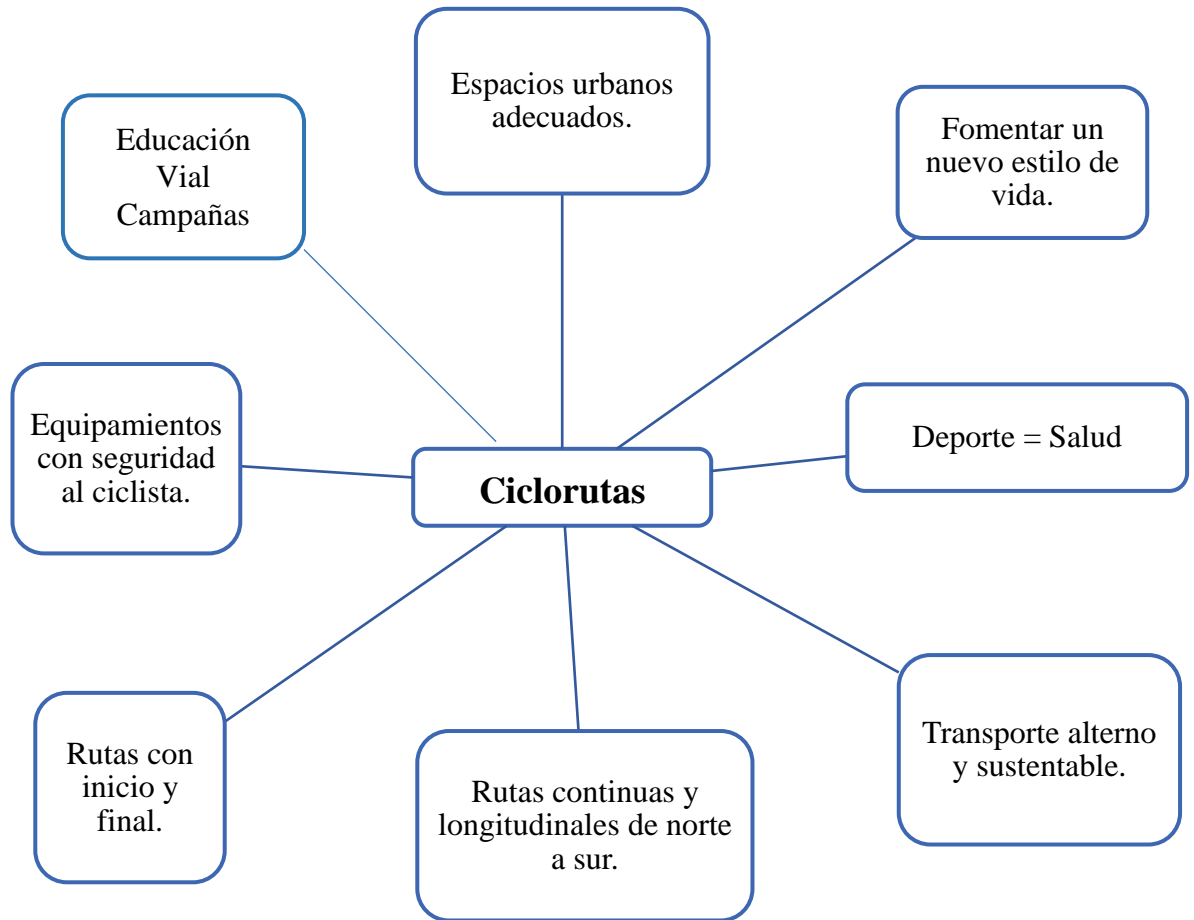 Espacios urbanos
adecuados.
Educación
Vial
Campañas
Fomentar un
nuevo estilo de
vida.
Equipamientos
con seguridad
al ciclista.
Deporte = Salud
Ciclorutas
Rutas con
inicio y
final.
Rutas continuas y
longitudinales de norte
a sur.
Transporte alterno
y sustentable.